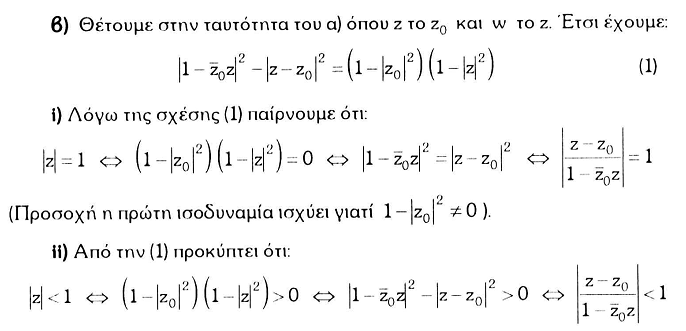 β) Θέτουμε στην ταυτότητα του α) όπου z το z₀ και w το z. Έτσι έχουμε:
|1 − z̄₀z|² − |z − z₀|² = (1 − |z₀|²)(1 − |z|²) (1)
i) Λόγω της σχέσης (1) παίρνουμε ότι:
|z| = 1 ⇔ (1 − |z₀|²)(1 − |z|²) = 0 ⇔ |1 − z̄₀z|² = |z − z₀|² ⇔ |(z − z₀)/(1 − z̄₀z)| = 1
(Προσοχή η πρώτη ισοδυναμία ισχύει γιατί 1 − |z₀|² ≠ 0 ).
ii) Από την (1) προκύπτει ότι:
|z| < 1 ⇔ (1 − |z₀|²)(1 − |z|²) > 0 ⇔ |1 − z̄₀z|² − |z − z₀|² > 0 ⇔ |(z − z₀)/(1 − z̄₀z)| < 1